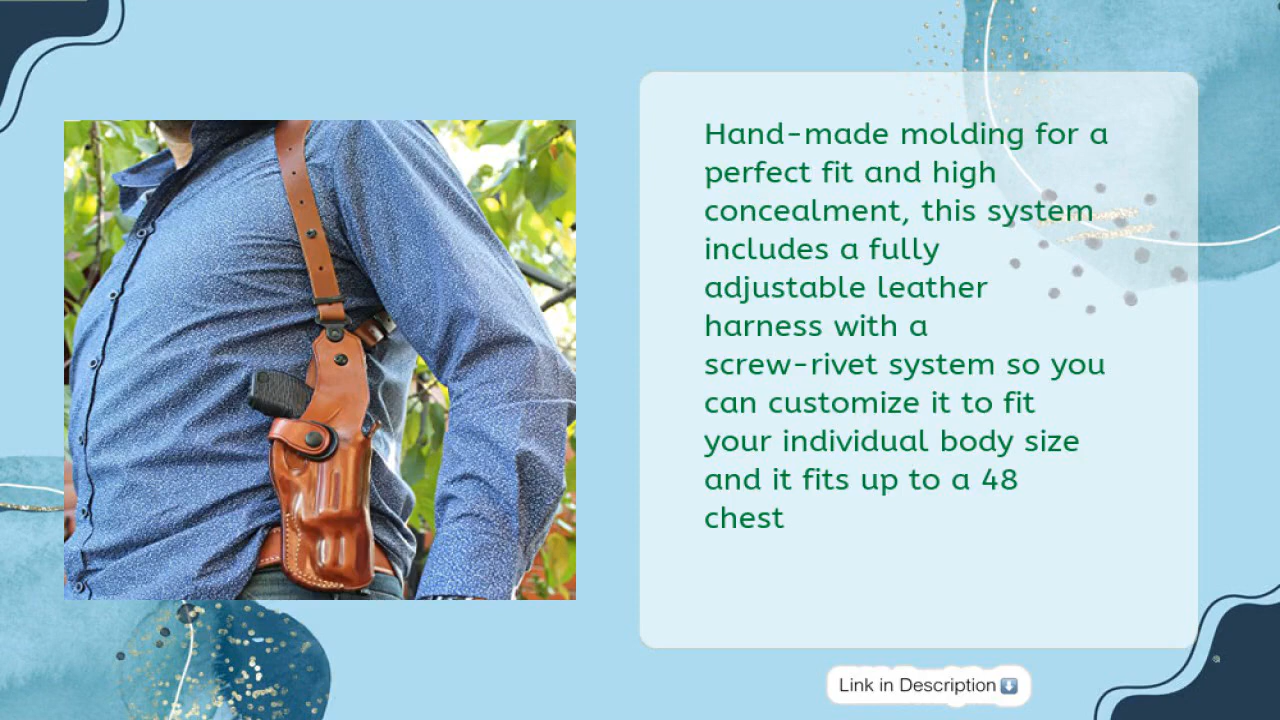 Hand-made molding for a
perfect fit and high
concealment, this system
includes a fully
adjustable leather
harness with a
screw-rivet system so you
can customize it to fit
your individual body size
and it fits up to a 48
chest
Link in Description